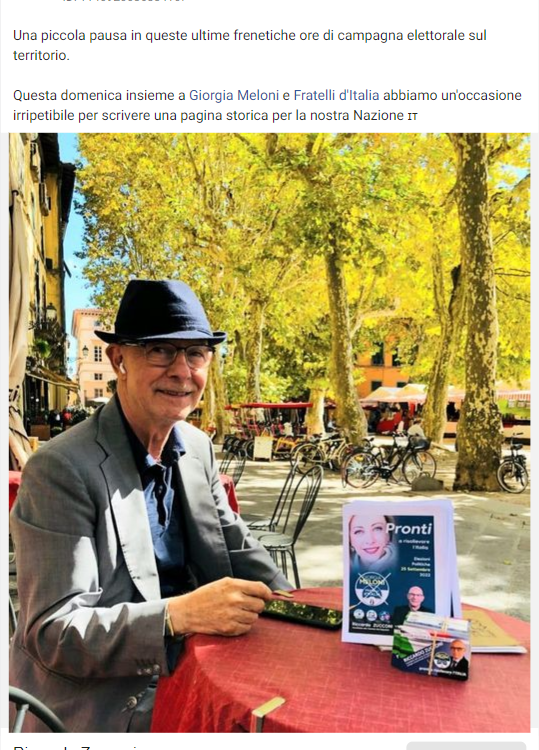 Una piccola pausa in queste ultime frenetiche ore di campagna elettorale sul
territorio.
Questa domenica insieme a Giorgia Meloni e Fratelli d'Italia abbiamo un'occasione
irripetibile per scrivere una pagina storica per la nostra Nazione IT
Pronti
a risollevare
l'Italia
Elezioni
Politiche
25 Settembre
2022
MELONI
Riccardo ZUCCONI
RICCARDO